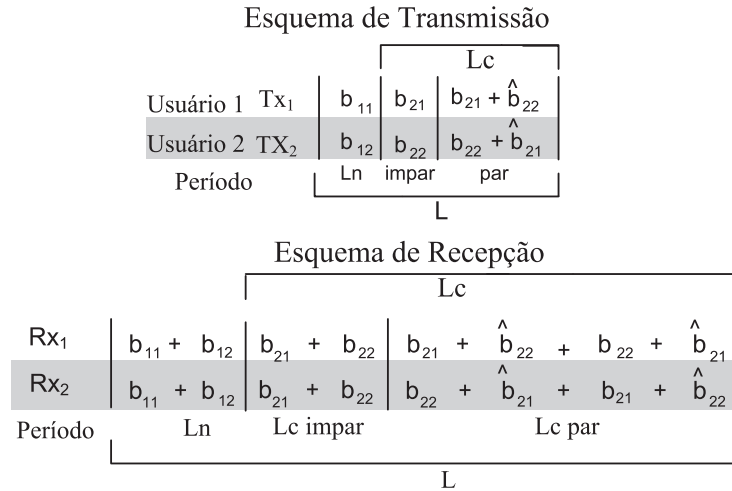 Esquema de Transmissão
Lc
Usuário 1 Tx₁ b₁₁ b₂₁ b₂₁ + b̂₂₂
Usuário 2 TX₂ b₁₂ b₂₂ b₂₂ + b̂₂₁
Período Ln impar par
L
Esquema de Recepção
Lc
Rx₁ b₁₁ + b₁₂ b₂₁ + b₂₂ b₂₁ + b̂₂₂ + b₂₂ + b̂₂₁
Rx₂ b₁₁ + b₁₂ b₂₁ + b₂₂ b₂₂ + b̂₂₁ + b₂₁ + b̂₂₂
Período Ln Lc impar Lc par
L